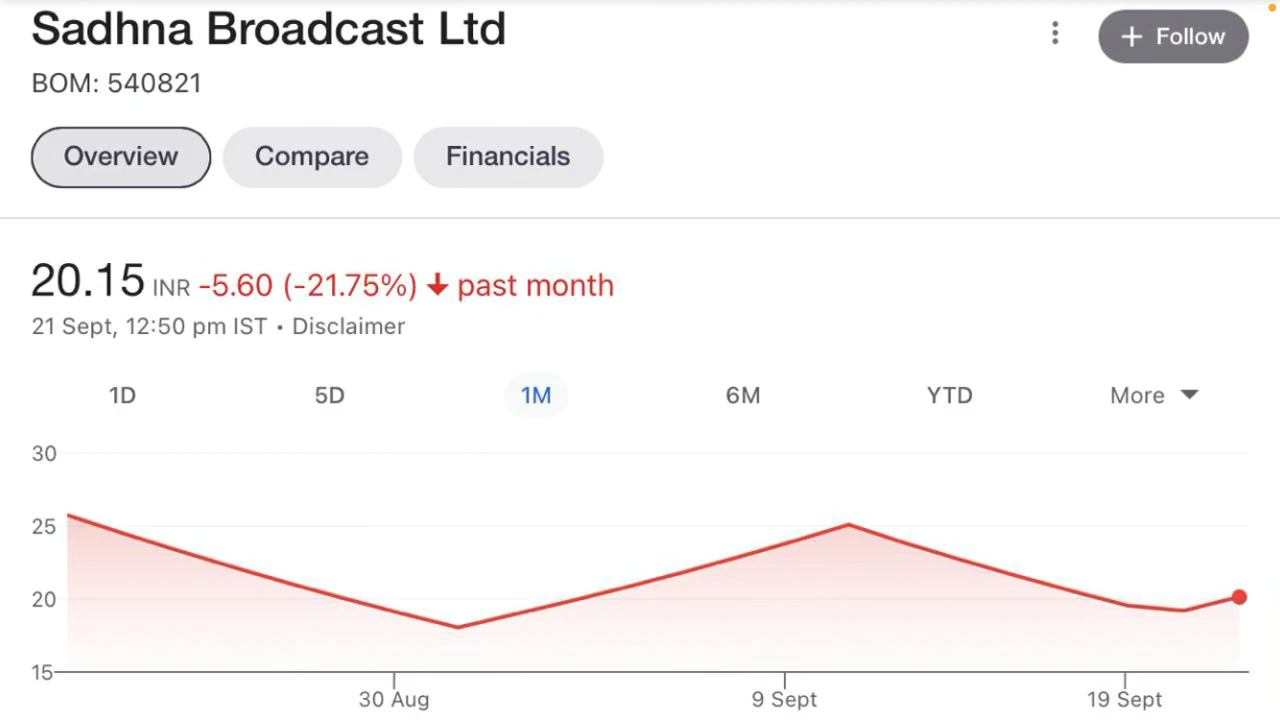 Sadhna Broadcast Ltd
+ Follow
BOM: 540821
Overview Compare Financials
20.15 INR -5.60 (-21.75%) ↓ past month
21 Sept, 12:50 pm IST • Disclaimer
1D 5D 1M 6M YTD More
30
25
20
15
30 Aug 9 Sept 19 Sept